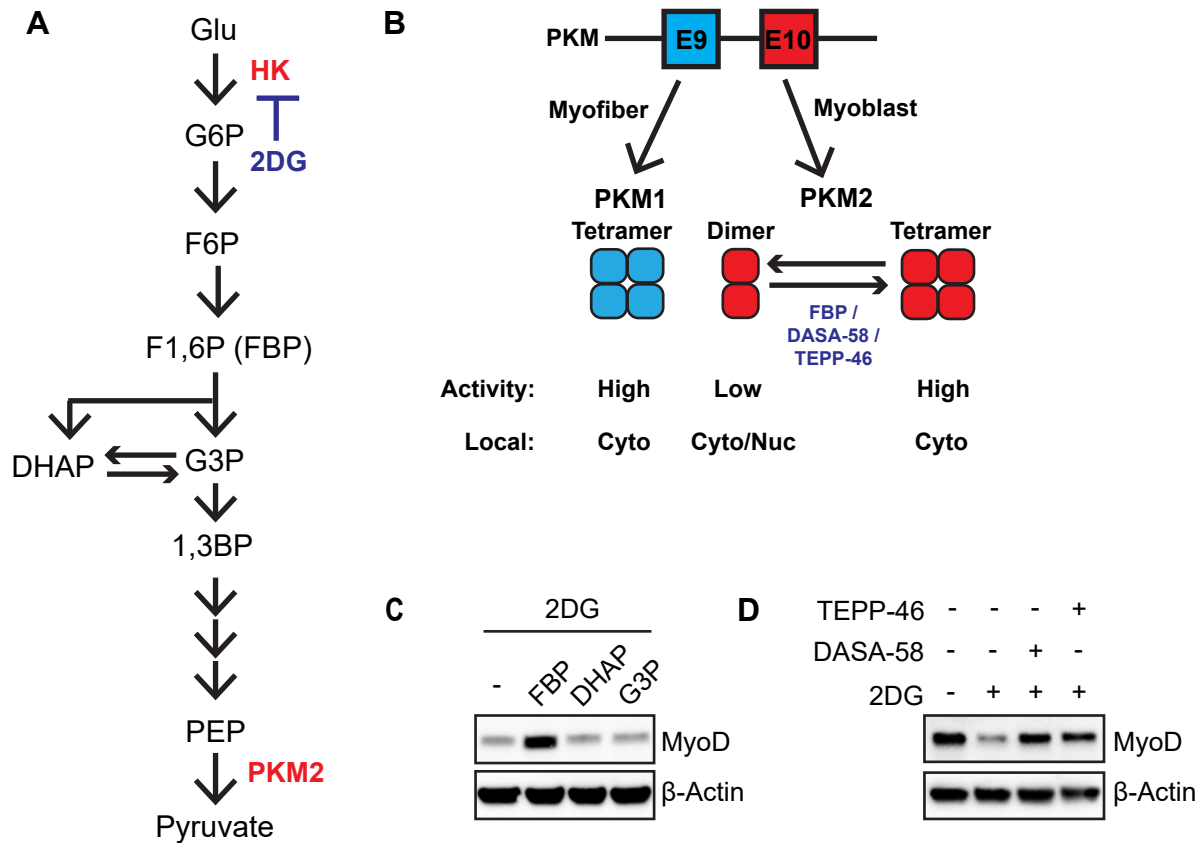 A
Glu
HK
G6P
2DG
F6P
F1,6P (FBP)
DHAP
G3P
1,3BP
PEP
PKM2
Pyruvate
B
PKM
E9
E10
Myofiber
Myoblast
PKM1
PKM2
Tetramer
Dimer
Tetramer
FBP /
DASA-58 /
TEPP-46
Activity: High Low High
Local: Cyto Cyto/Nuc Cyto
C
2DG
- FBP DHAP G3P
MyoD
β-Actin
D
TEPP-46 - - - +
DASA-58 - - + -
2DG - + + +
MyoD
β-Actin